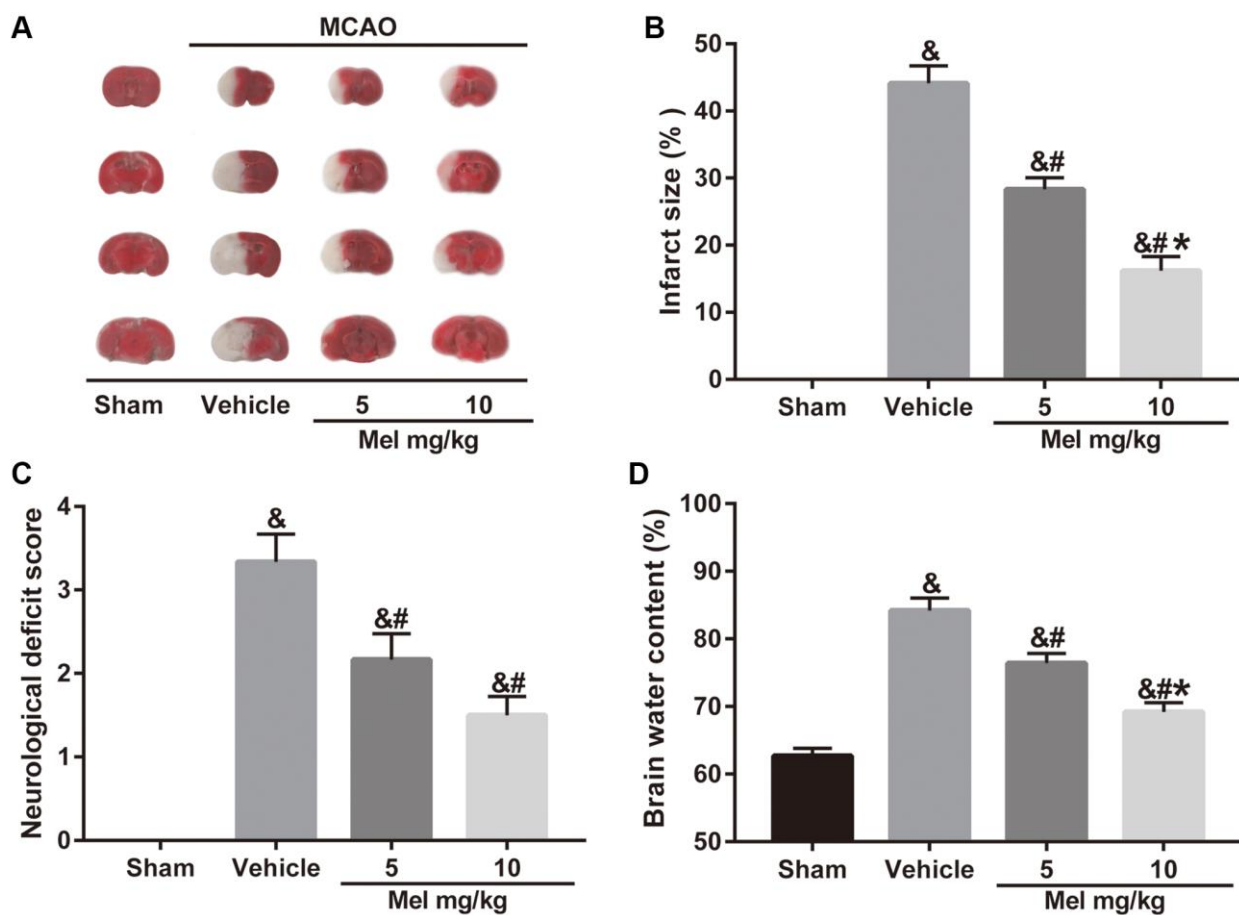 A
MCAO
Sham Vehicle 5 10
Mel mg/kg
B
Infarct size (% )
50
40
30
20
10
0
&
&#
&#*
Sham Vehicle 5 10
Mel mg/kg
C
Neurological deficit score
4
3
2
1
0
&
&#
&#
Sham Vehicle 5 10
Mel mg/kg
D
Brain water content (%)
100
90
80
70
60
50
&
&#
&#*
Sham Vehicle 5 10
Mel mg/kg